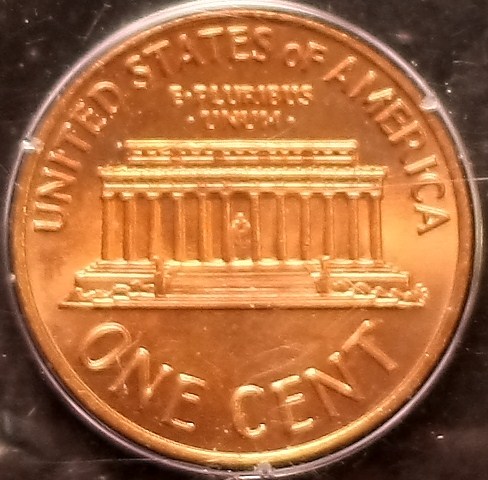 UNITED STATES OF AMERICA
E·PLURIBUS
·UNUM·
ONE CENT